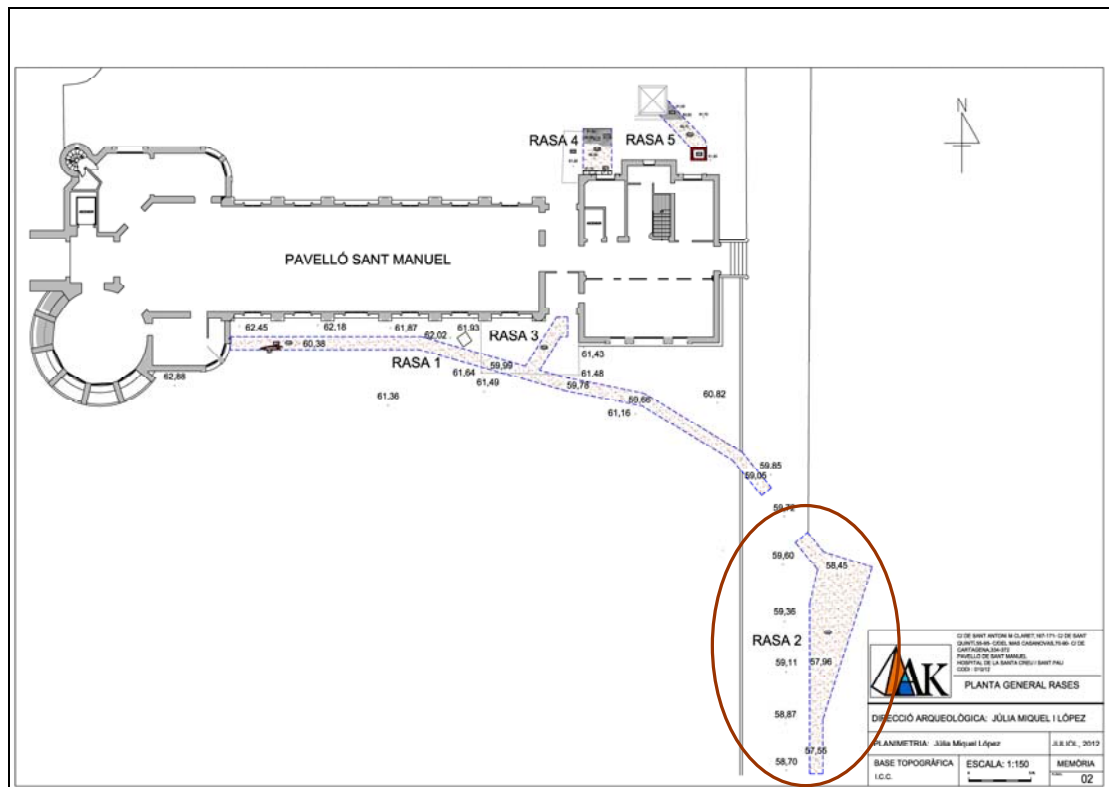 N
RASA 4
RASA 5
PAVELLÓ SANT MANUEL
62.45
62.18
61,87
62,02
61,93
RASA 3
60,38
RASA 1
59,99
61,43
61,64
61,49
61.48
59,78
62,88
61.36
59,66
61,16
60.82
59.85
59,05
59,72
59,60
58,45
59,35
RASA 2
59,11
57,96
58,87
57,55
58,70
AK
PAVELLO DE SANT MANUEL
HOSPITAL DE LA SANTA CREU I SANT PAU
PLANTA GENERAL RASES
DIRECCIÓ ARQUEOLÒGICA: JÚLIA MIQUEL I LÓPEZ
PLANIMETRIA: Júlia Miquel López
JULIOL, 2012
BASE TOPOGRÀFICA
I.C.C.
ESCALA: 1:150
MEMÒRIA
02